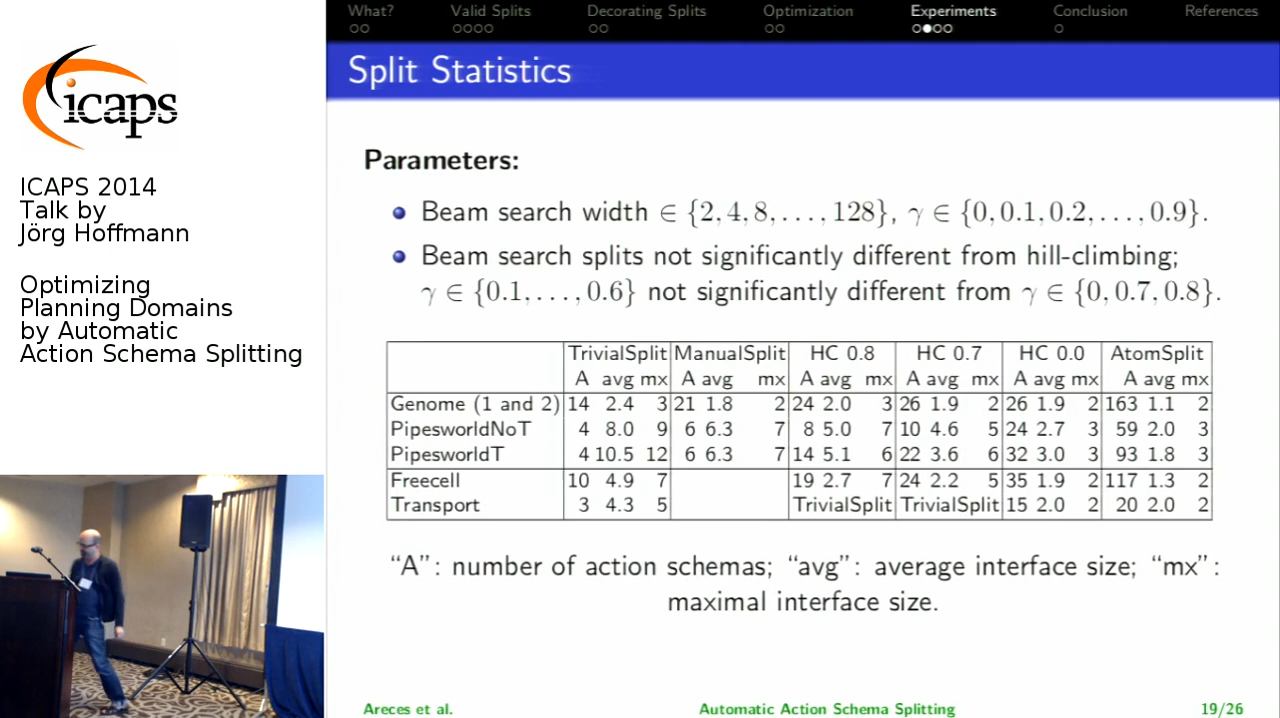 icaps
ICAPS 2014
Talk by
Jörg Hoffmann
Optimizing
Planning Domains
by Automatic
Action Schema Splitting
What? Valid Splits Decorating Splits Optimization Experiments Conclusion References
Split Statistics
Parameters:
Beam search width ∈ {2, 4, 8, . . . , 128}, γ ∈ {0, 0.1, 0.2, . . . , 0.9}.
Beam search splits not significantly different from hill-climbing;
γ ∈ {0.1, . . . , 0.6} not significantly different from γ ∈ {0, 0.7, 0.8}.
TrivialSplit ManualSplit HC 0.8 HC 0.7 HC 0.0 AtomSplit
A avg mx A avg mx A avg mx A avg mx A avg mx A avg mx
Genome (1 and 2) 14 2.4 3 21 1.8 2 24 2.0 3 26 1.9 2 26 1.9 2 163 1.1 2
PipesworldNoT 4 8.0 9 6 6.3 7 8 5.0 7 10 4.6 5 24 2.7 3 59 2.0 3
PipesworldT 4 10.5 12 6 6.3 7 14 5.1 6 22 3.6 6 32 3.0 3 93 1.8 3
Freecell 10 4.9 7 19 2.7 7 24 2.2 5 35 1.9 2 117 1.3 2
Transport 3 4.3 5 TrivialSplit TrivialSplit 15 2.0 2 20 2.0 2
“A”: number of action schemas; “avg”: average interface size; “mx”:
maximal interface size.
Areces et al. Automatic Action Schema Splitting 19/26